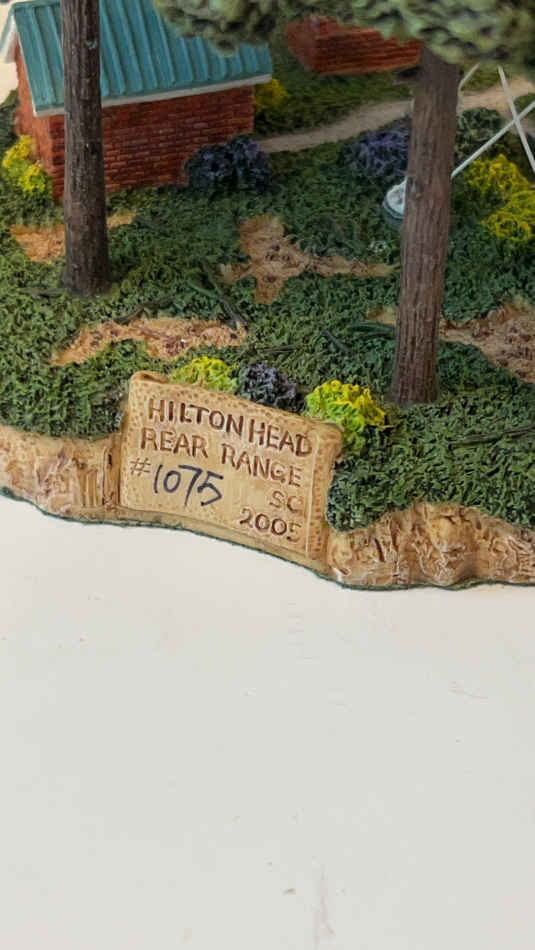 HILTON HEAD
REAR RANGE
#1075 SC
2005